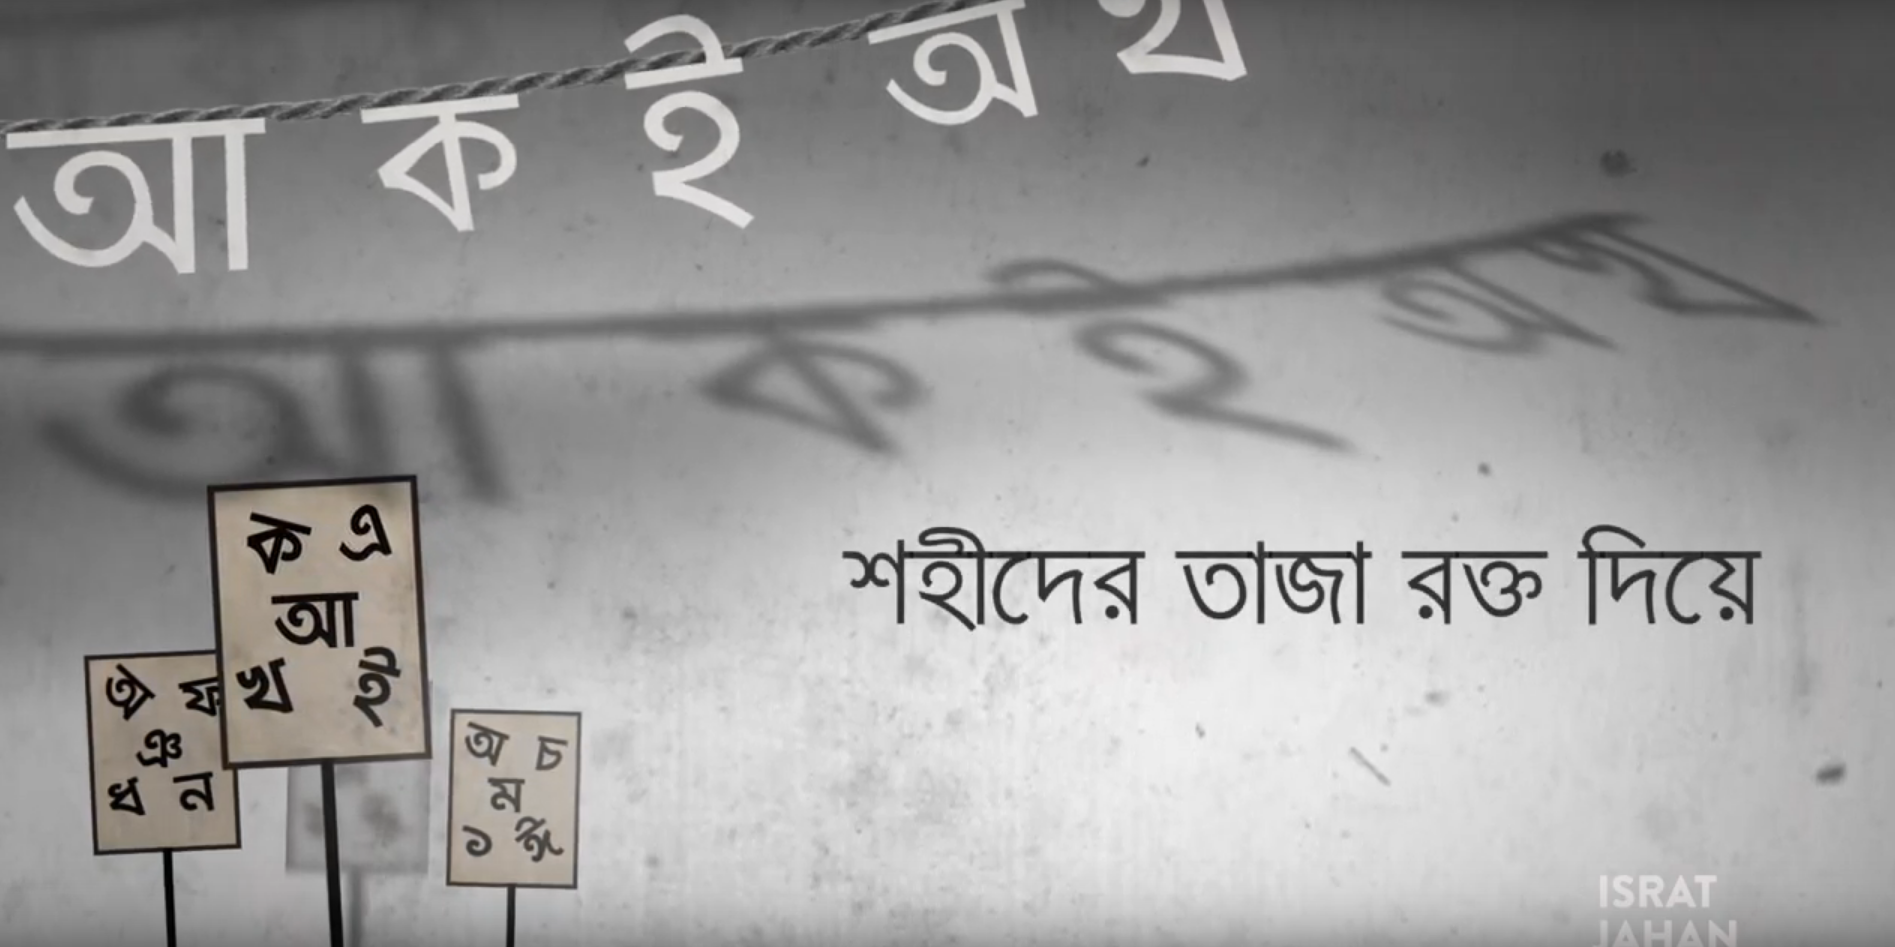 আ ক ই অ খ
শহীদের তাজা রক্ত দিয়ে
ক এ
আ
খ ই
অ ফ
ঞ
ধ ন
অ চ
ম
১ ঈ
ISRAT
JAHAN